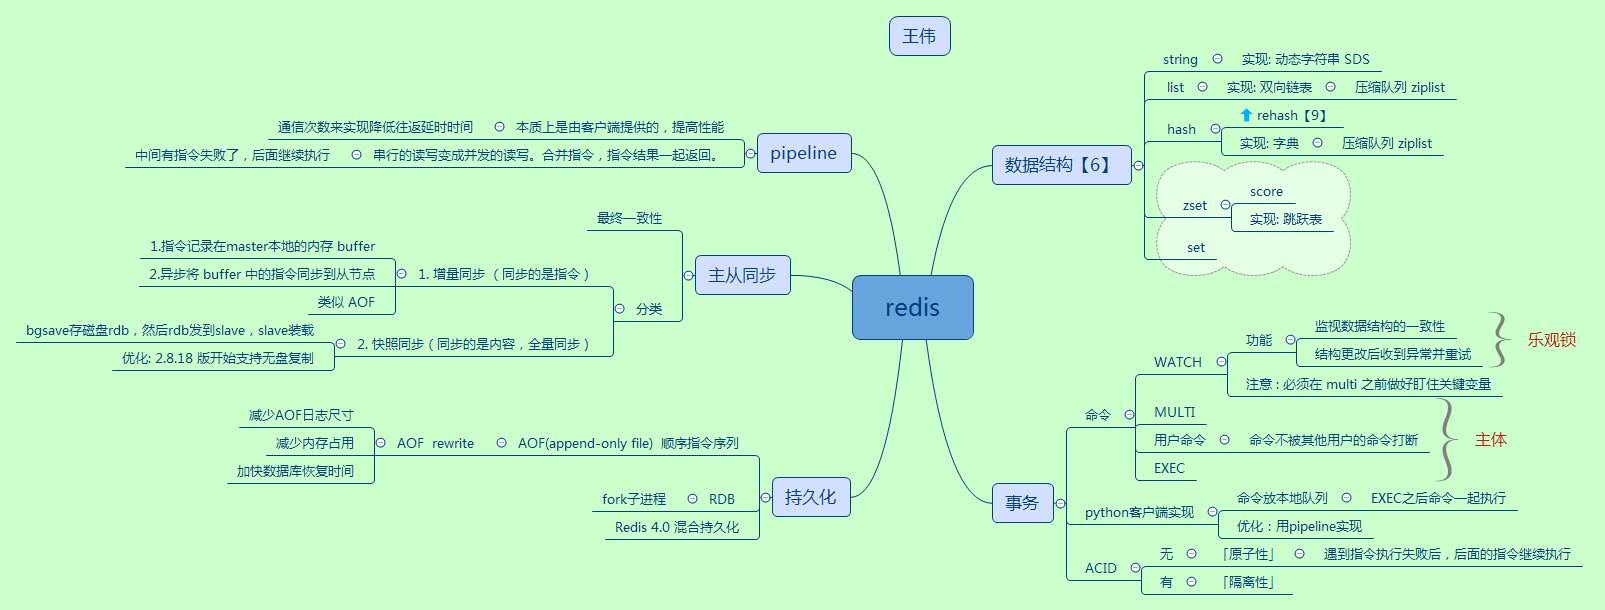 王伟
redis
pipeline
本质上是由客户端提供的，提高性能
通信次数来实现降低往返延时时间
串行的读写变成并发的读写。合并指令，指令结果一起返回。
中间有指令失败了，后面继续执行
主从同步
最终一致性
分类
1. 增量同步 （同步的是指令）
1.指令记录在master本地的内存 buffer
2.异步将 buffer 中的指令同步到从节点
类似 AOF
2. 快照同步（同步的是内容，全量同步）
bgsave存磁盘rdb，然后rdb发到slave，slave装载
优化: 2.8.18 版开始支持无盘复制
持久化
AOF(append-only file) 顺序指令序列
AOF rewrite
减少AOF日志尺寸
减少内存占用
加快数据库恢复时间
RDB
fork子进程
Redis 4.0 混合持久化
数据结构【6】
string
实现: 动态字符串 SDS
list
实现: 双向链表
压缩队列 ziplist
hash
rehash【9】
实现: 字典
压缩队列 ziplist
zset
score
实现: 跳跃表
set
事务
命令
WATCH
功能
监视数据结构的一致性
结构更改后收到异常并重试
乐观锁
注意 : 必须在 multi 之前做好盯住关键变量
MULTI
用户命令
命令不被其他用户的命令打断
EXEC
主体
python客户端实现
命令放本地队列
EXEC之后命令一起执行
优化：用pipeline实现
ACID
无
「原子性」
遇到指令执行失败后，后面的指令继续执行
有
「隔离性」